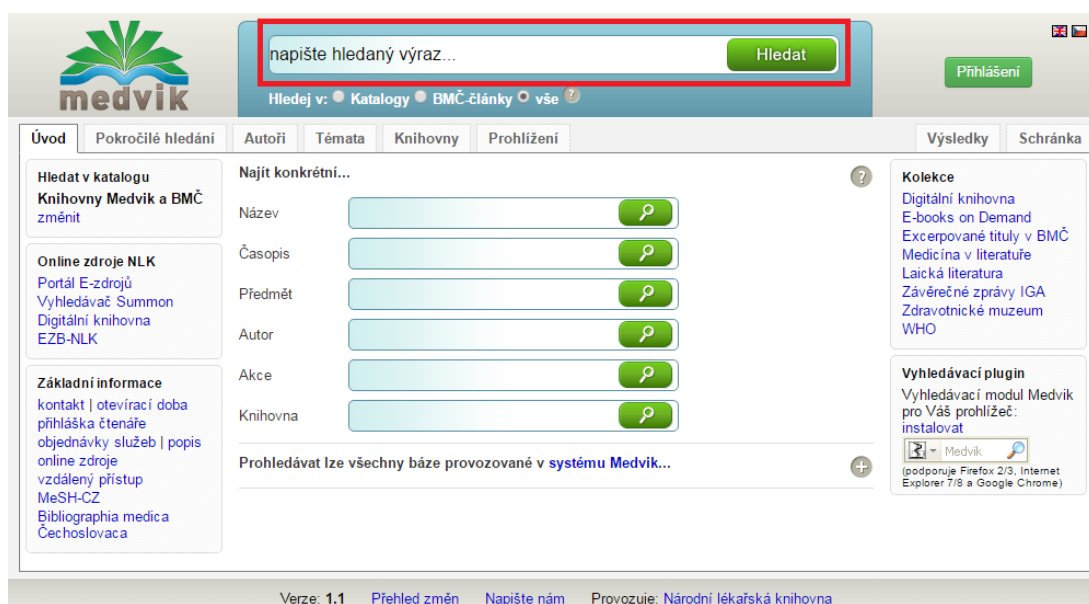 medvik
napište hledaný výraz...
Hledat
Hledej v: Katalogy BMČ-články vše ?
Přihlášení
Úvod Pokročilé hledání Autoři Témata Knihovny Prohlížení Výsledky Schránka
Hledat v katalogu
Knihovny Medvik a BMČ
změnit
Online zdroje NLK
Portál E-zdrojů
Vyhledávač Summon
Digitální knihovna
EZB-NLK
Základní informace
kontakt | otevírací doba
přihláška čtenáře
objednávky služeb | popis
online zdroje
vzdálený přístup
MeSH-CZ
Bibliographia medica
Čechoslovaca
Najít konkrétní... ?
Název
Časopis
Předmět
Autor
Akce
Knihovna
Prohledávat lze všechny báze provozované v systému Medvik...
Kolekce
Digitální knihovna
E-books on Demand
Excerpované tituly v BMČ
Medicína v literatuře
Laická literatura
Závěrečné zprávy IGA
Zdravotnické muzeum
WHO
Vyhledávací plugin
Vyhledávací modul Medvik
pro Váš prohlížeč:
instalovat
Medvik
(podporuje Firefox 2/3, Internet
Explorer 7/8 a Google Chrome)
Verze: 1.1 Přehled změn Napište nám Provozuje: Národní lékařská knihovna